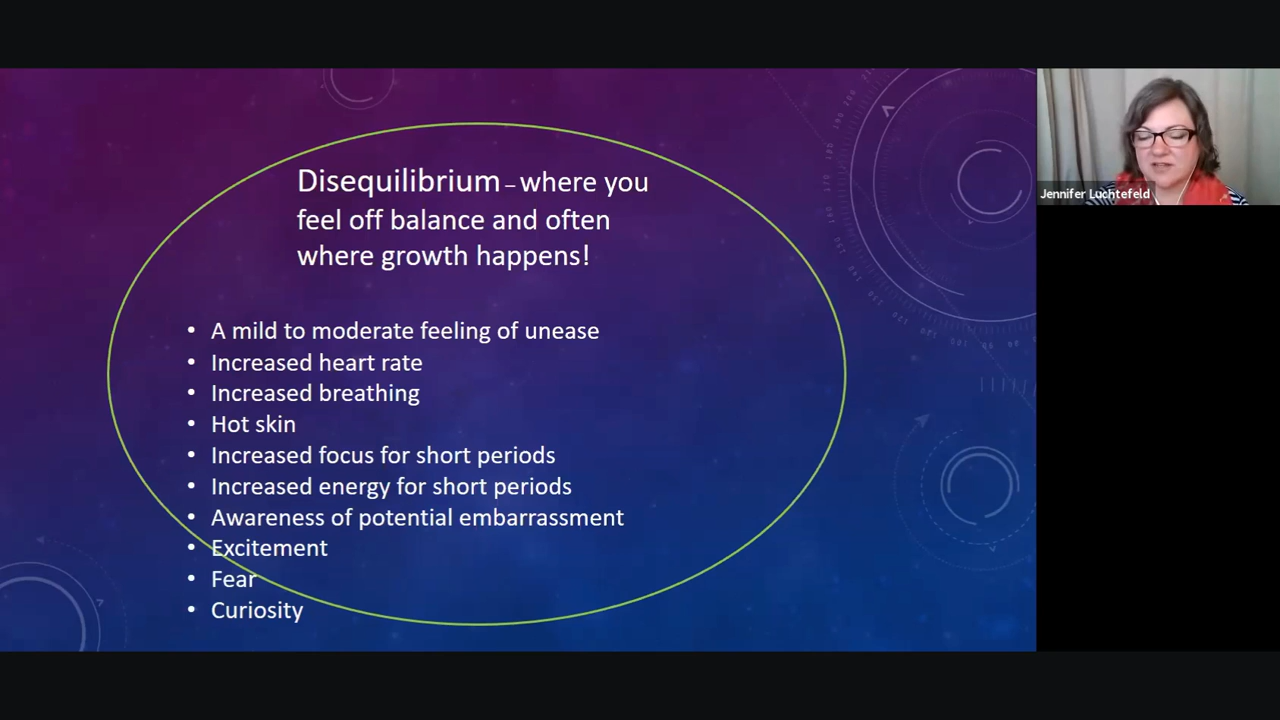 Disequilibrium – where you
feel off balance and often
where growth happens!
• A mild to moderate feeling of unease
• Increased heart rate
• Increased breathing
• Hot skin
• Increased focus for short periods
• Increased energy for short periods
• Awareness of potential embarrassment
• Excitement
• Fear
• Curiosity
Jennifer Luchtefeld